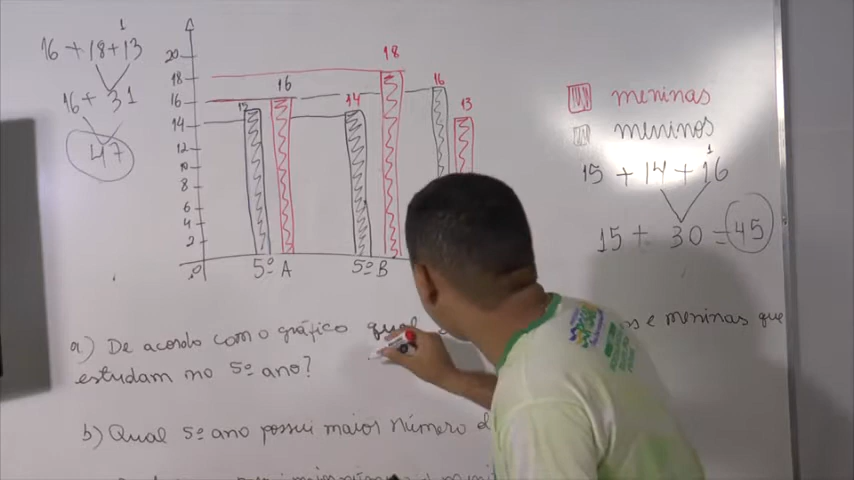 16 + 18 + 13
1
16 + 31
47
20
18
16
14
12
10
8
6
4
2
0
16
14
18
16
13
5º A
5º B
meninas
meninos
1
15 + 14 + 16
15 + 30 = 45
a) De acordo com o gráfico qual
s e meninas que
estudam no 5º ano?
b) Qual 5º ano possui maior número d